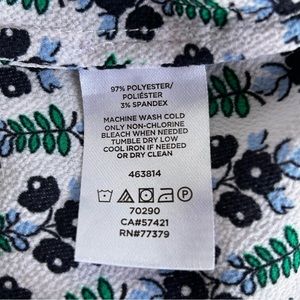 97% POLYESTER/
POLIÉSTER
3% SPANDEX
MACHINE WASH COLD
ONLY NON-CHLORINE
BLEACH WHEN NEEDED
TUMBLE DRY LOW
COOL IRON IF NEEDED
OR DRY CLEAN
463814
70290
CA#57421
RN#77379